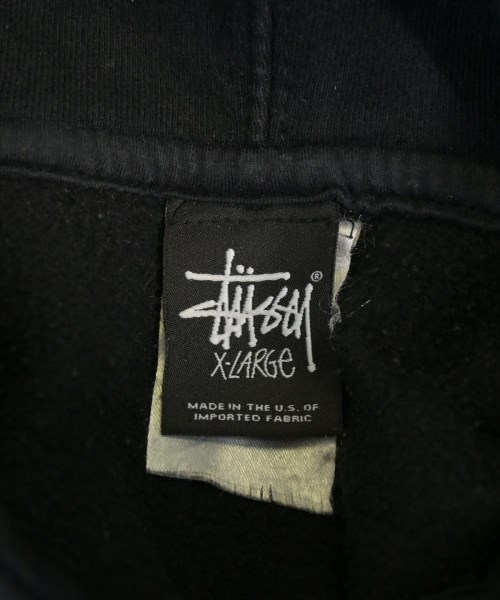 Stüssy®
X-LARGE
MADE IN THE U.S. OF
IMPORTED FABRIC